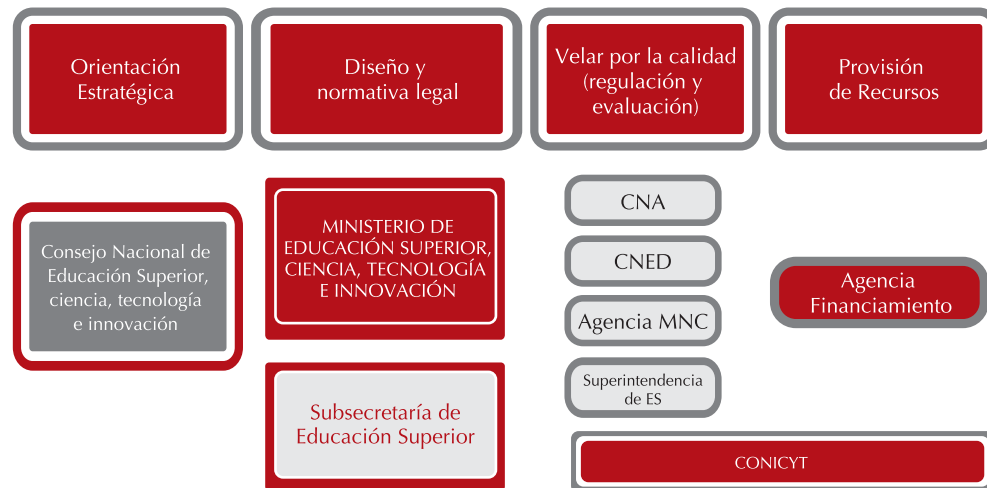 Orientación
Estratégica
Diseño y
normativa legal
Velar por la calidad
(regulación y
evaluación)
Provisión
de Recursos
Consejo Nacional de
Educación Superior,
ciencia, tecnología
e innovación
MINISTERIO DE
EDUCACIÓN SUPERIOR,
CIENCIA, TECNOLOGÍA
E INNOVACIÓN
Subsecretaría de
Educación Superior
CNA
CNED
Agencia MNC
Superintendencia
de ES
Agencia
Financiamiento
CONICYT